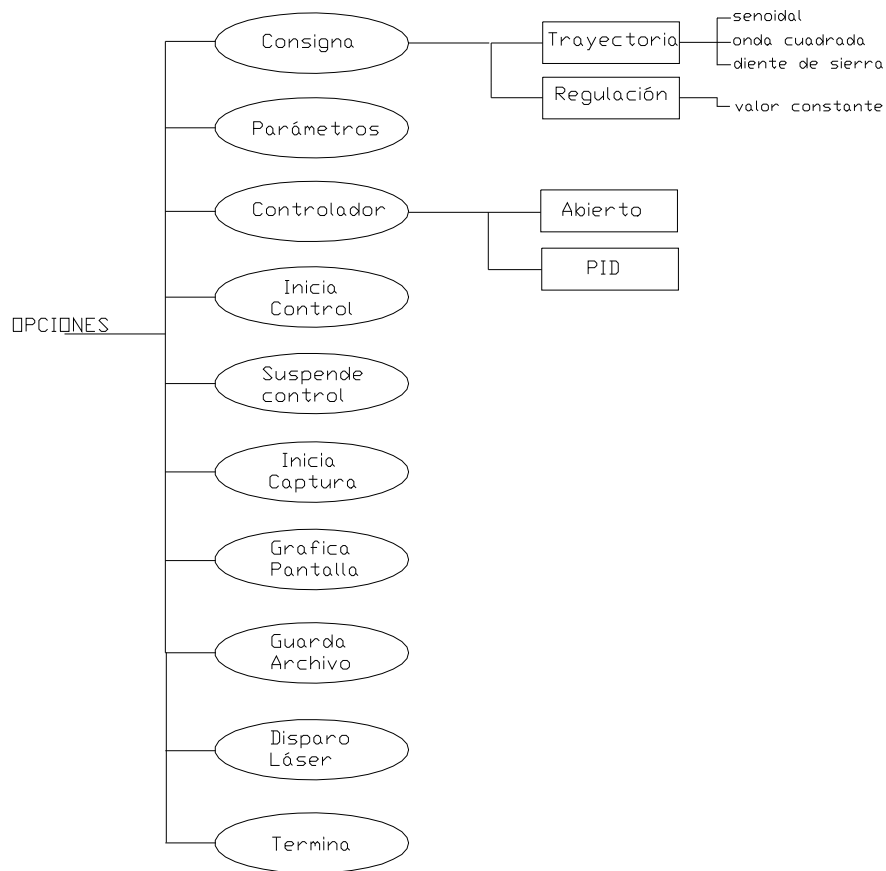 Consigna
Trayectoria
senoidal
onda cuadrada
diente de sierra
Regulación
valor constante
Parámetros
Controlador
Abierto
PID
Inicia
Control
OPCIONES
Suspende
control
Inicia
Captura
Grafica
Pantalla
Guarda
Archivo
Disparo
Láser
Termina